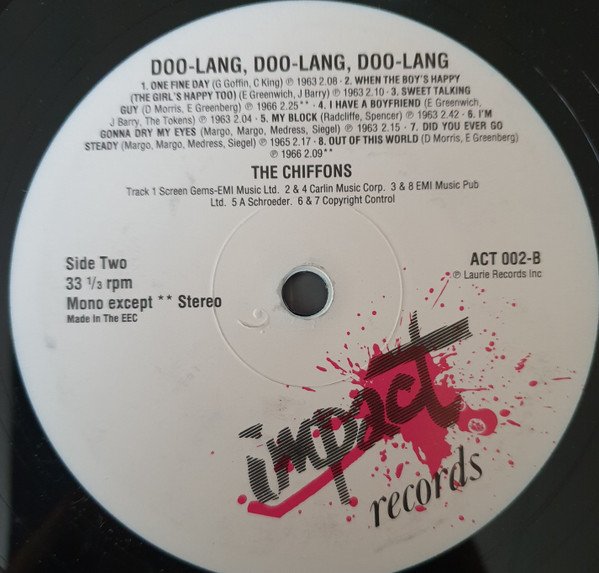 DOO-LANG, DOO-LANG, DOO-LANG
1. ONE FINE DAY (G Goffin, C King) ℗ 1963 2.08 · 2. WHEN THE BOY'S HAPPY
(THE GIRL'S HAPPY TOO) (E Greenwich, J Barry) ℗ 1963 2.10 · 3. SWEET TALKING
GUY (D Morris, E Greenberg) ℗ 1966 2.25** · 4. I HAVE A BOYFRIEND (E Greenwich,
J Barry, The Tokens) ℗ 1963 2.04 · 5. MY BLOCK (Radcliffe, Spencer) ℗ 1963 2.42 · 6. I'M
GONNA DRY MY EYES (Margo, Margo, Medress, Siegel) ℗ 1963 2.15 · 7. DID YOU EVER GO
STEADY (Margo, Margo, Medress, Siegel) ℗ 1965 2.17 · 8. OUT OF THIS WORLD (D Morris, E Greenberg)
℗ 1966 2.09**
THE CHIFFONS
Track 1 Screen Gems-EMI Music Ltd. 2 & 4 Carlin Music Corp. 3 & 8 EMI Music Pub
Ltd. 5 A Schroeder. 6 & 7 Copyright Control
Side Two
33 1/3 rpm
Mono except ** Stereo
Made In The EEC
ACT 002-B
℗ Laurie Records Inc
impact
records